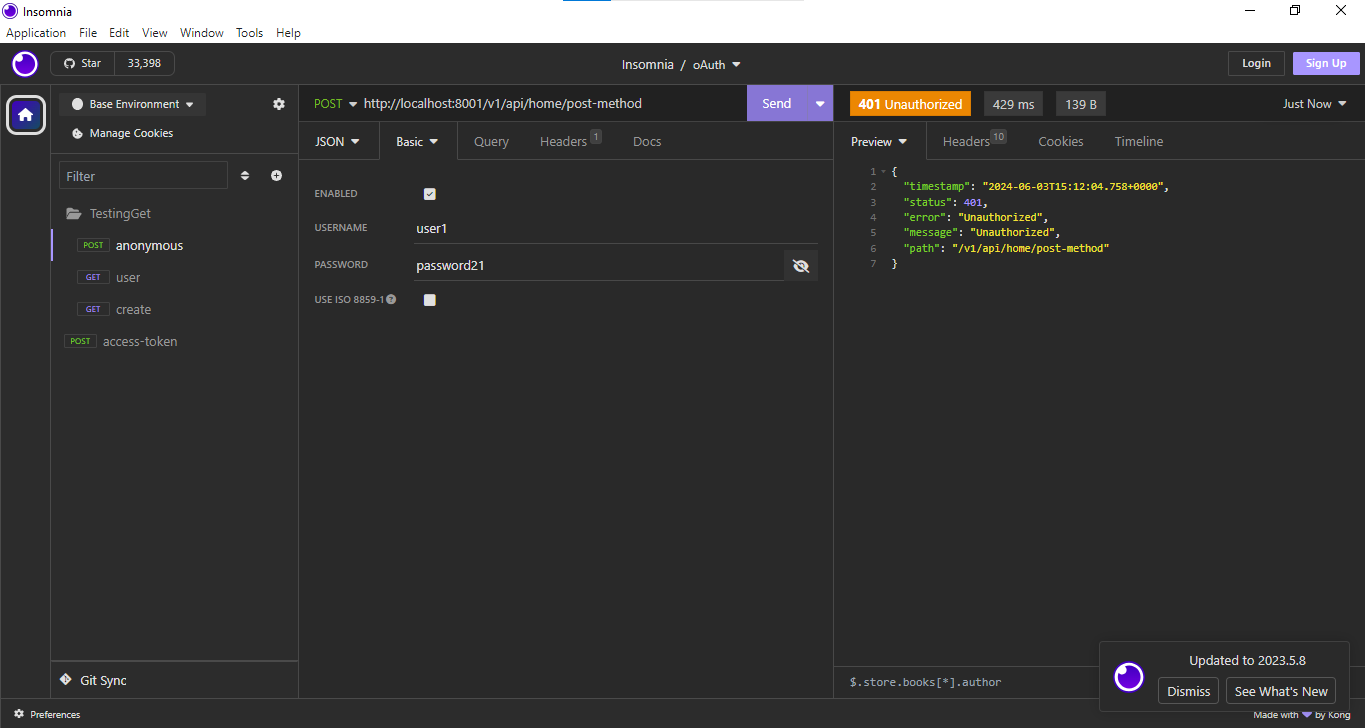 Insomnia
Application File Edit View Window Tools Help
Star 33,398
Insomnia / oAuth
Login Sign Up
Base Environment
Manage Cookies
Filter
TestingGet
POST anonymous
GET user
GET create
POST access-token
Git Sync
Preferences
POST http://localhost:8001/v1/api/home/post-method Send
JSON Basic Query Headers 1 Docs
ENABLED
USERNAME user1
PASSWORD password21
USE ISO 8859-1 ?
401 Unauthorized 429 ms 139 B Just Now
Preview Headers 10 Cookies Timeline
1 {
2 "timestamp": "2024-06-03T15:12:04.758+0000",
3 "status": 401,
4 "error": "Unauthorized",
5 "message": "Unauthorized",
6 "path": "/v1/api/home/post-method"
7 }
$.store.books[*].author
Updated to 2023.5.8
Dismiss See What's New
Made with by Kong